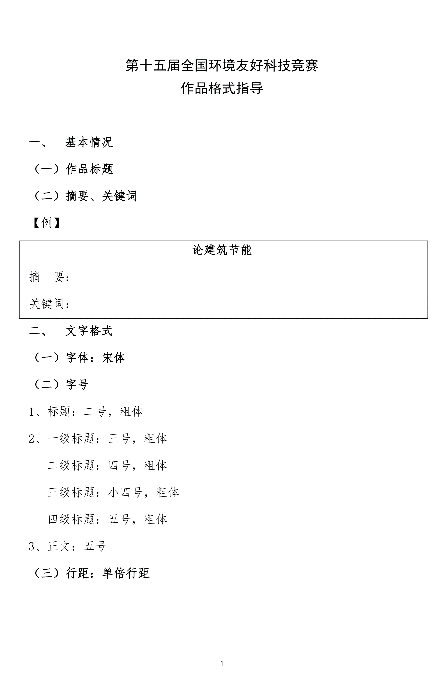 第十五届全国环境友好科技竞赛
作品格式指导
一、 基本情况
（一）作品标题
（二）摘要、关键词
【例】
论建筑节能
摘 要：
关键词：
二、 文字格式
（一）字体：宋体
（二）字号
1、标题：二号，粗体
2、一级标题：三号，粗体
二级标题：四号，粗体
三级标题：小四号，粗体
四级标题：五号，粗体
3、正文：五号
（三）行距：单倍行距
1